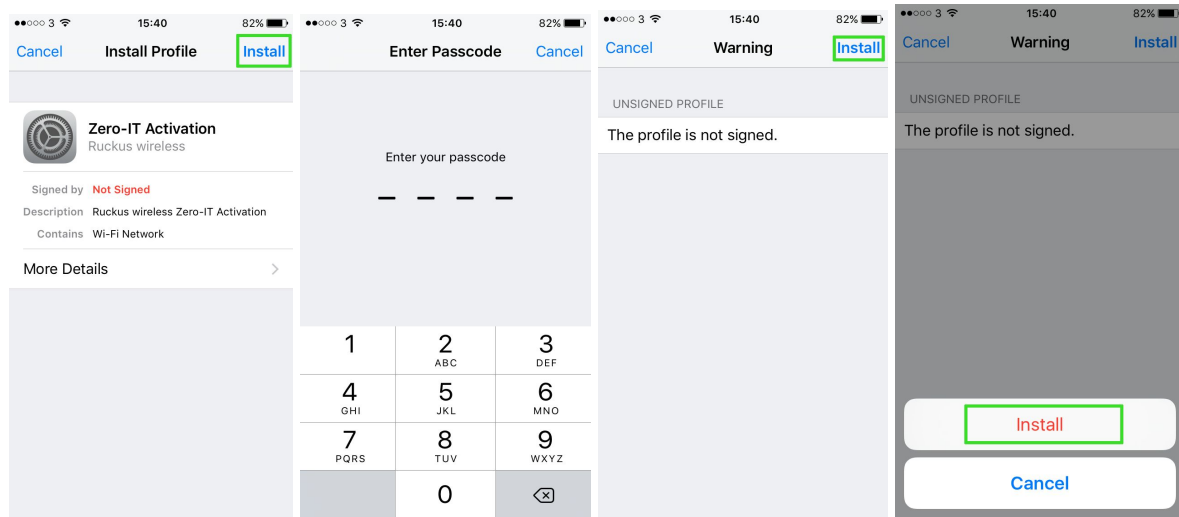 ●●○○○ 3 15:40 82%
Cancel Install Profile Install
Zero-IT Activation
Ruckus wireless
Signed by Not Signed
Description Ruckus wireless Zero-IT Activation
Contains Wi-Fi Network
More Details
●●○○○ 3 15:40 82%
Enter Passcode Cancel
Enter your passcode
1 2 3
ABC DEF
4 5 6
GHI JKL MNO
7 8 9
PQRS TUV WXYZ
0
●●○○○ 3 15:40 82%
Cancel Warning Install
UNSIGNED PROFILE
The profile is not signed.
●●○○○ 3 15:40 82%
Cancel Warning Install
UNSIGNED PROFILE
The profile is not signed.
Install
Cancel